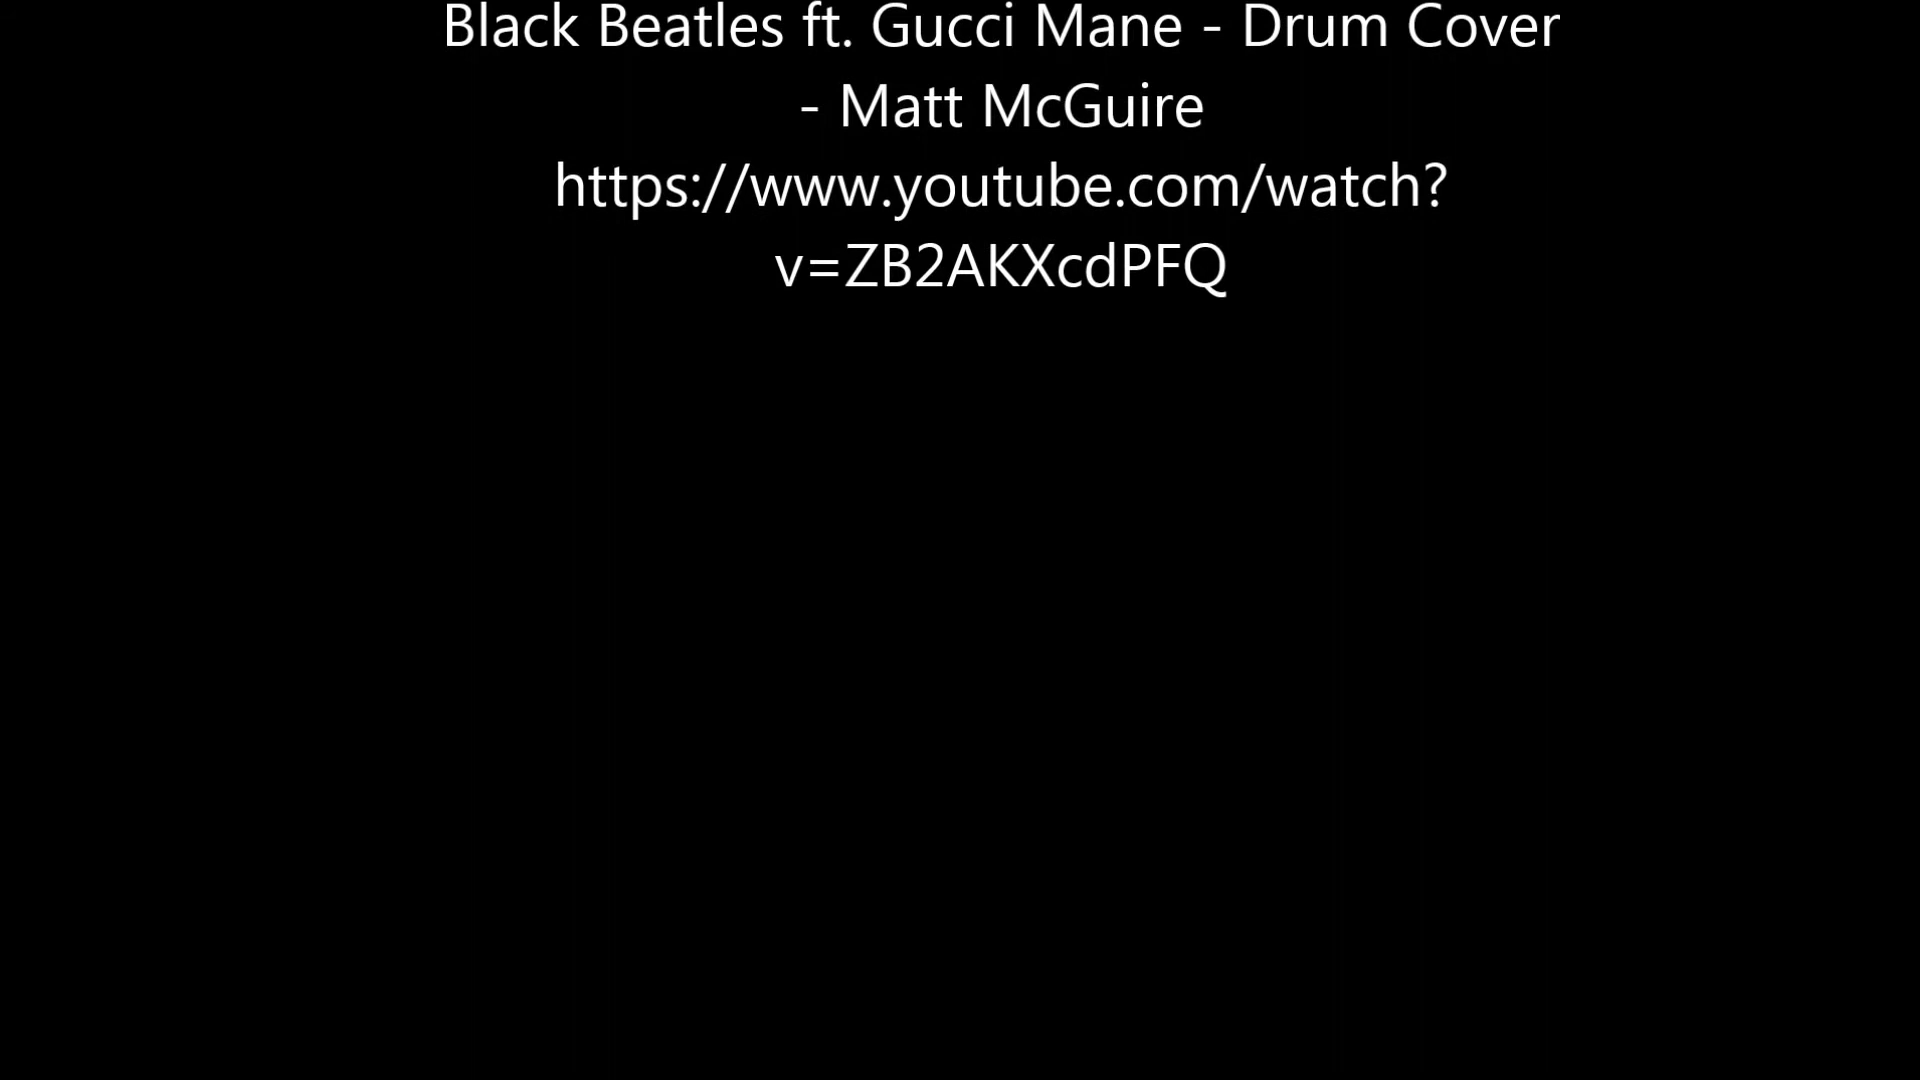 Black Beatles ft. Gucci Mane - Drum Cover
- Matt McGuire
https://www.youtube.com/watch?
v=ZB2AKXcdPFQ